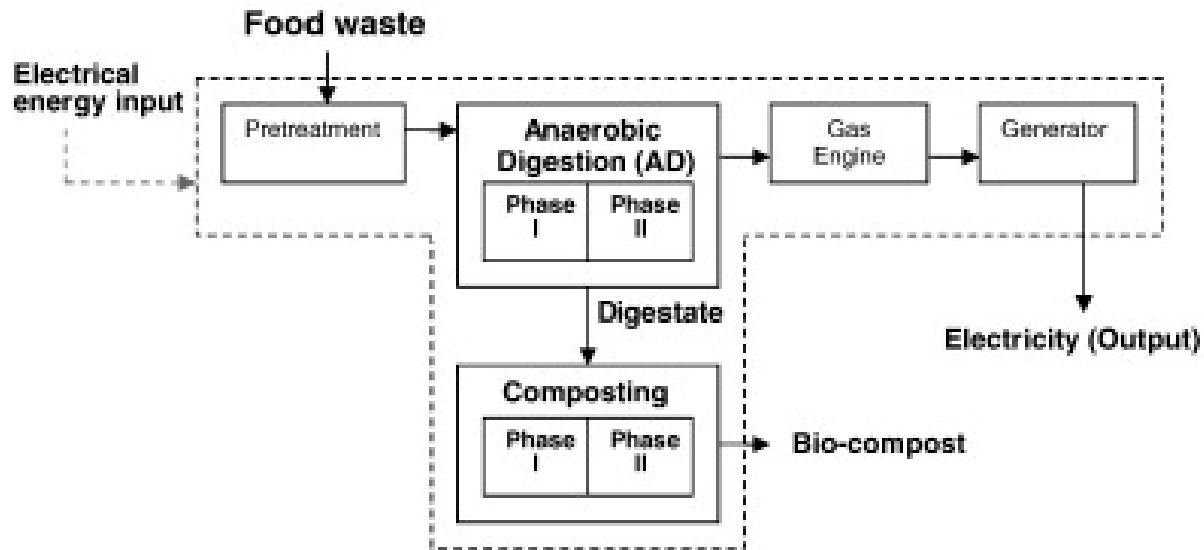 Food waste
Electrical
energy input
Pretreatment
Anaerobic
Digestion (AD)
Phase
I
Phase
II
Gas
Engine
Generator
Digestate
Electricity (Output)
Composting
Phase
I
Phase
II
Bio-compost